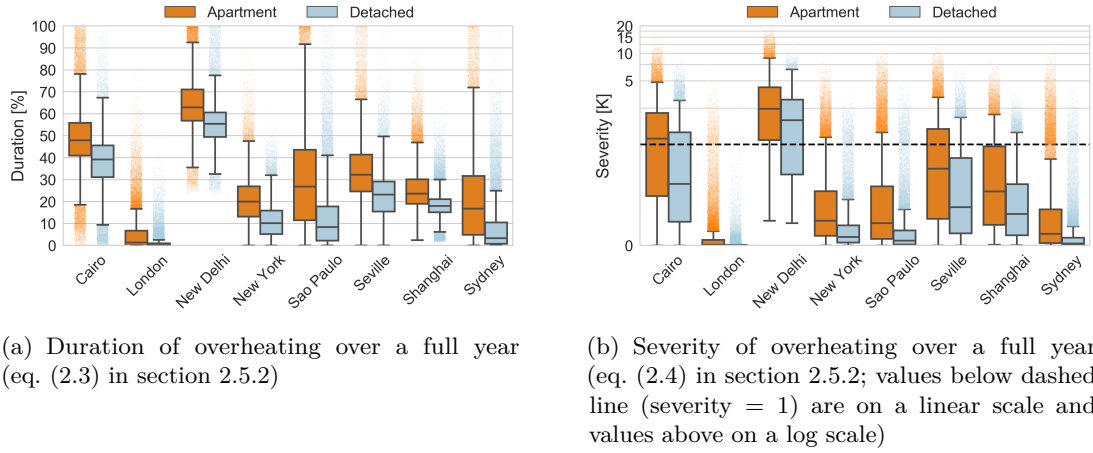 Apartment Detached
100
90
80
70
60
50
40
30
20
10
0
Duration [%]
Cairo
London
New Delhi
New York
Sao Paulo
Seville
Shanghai
Sydney
(a) Duration of overheating over a full year
(eq. (2.3) in section 2.5.2)
Apartment Detached
20
15
10
5
0
Severity [K]
Cairo
London
New Delhi
New York
Sao Paulo
Seville
Shanghai
Sydney
(b) Severity of overheating over a full year
(eq. (2.4) in section 2.5.2; values below dashed
line (severity = 1) are on a linear scale and
values above on a log scale)